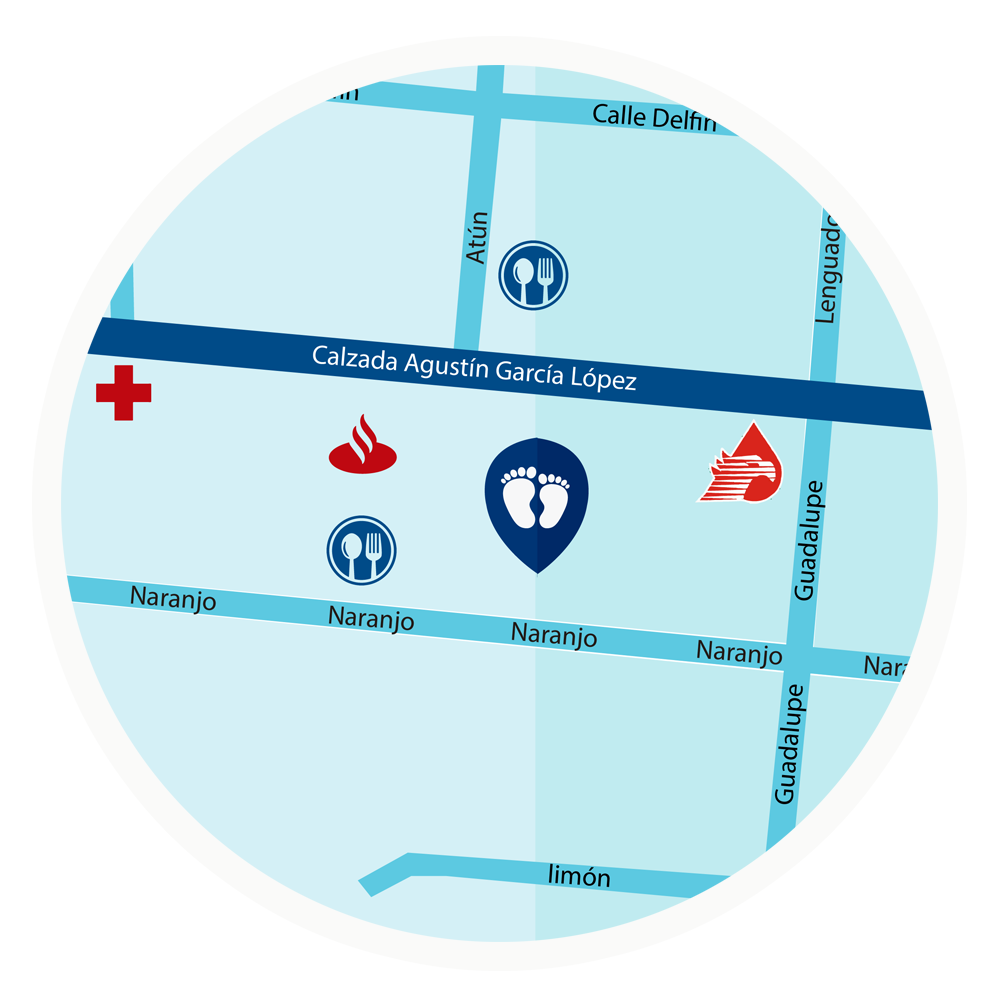 Calle Delfin
Atún
Lenguado
Calzada Agustín García López
Guadalupe
Naranjo
Naranjo
Naranjo
Naranjo
Guadalupe
limón